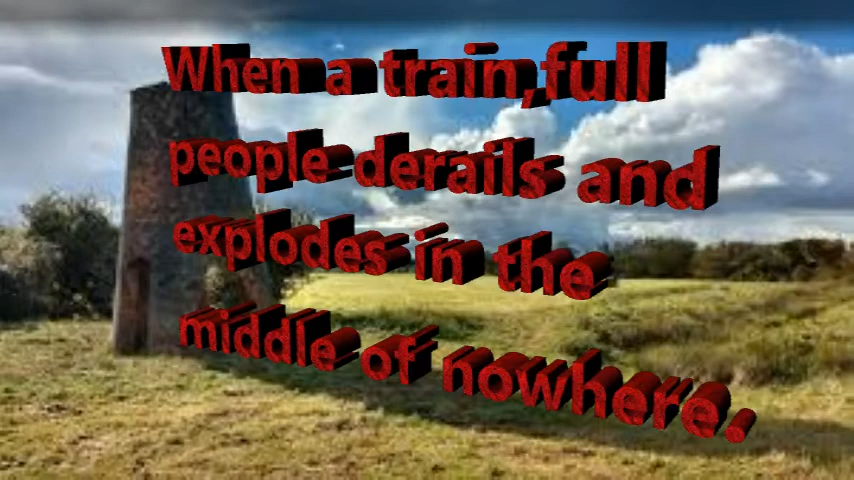 When a train,full
people derails and
explodes in the
middle of nowhere.